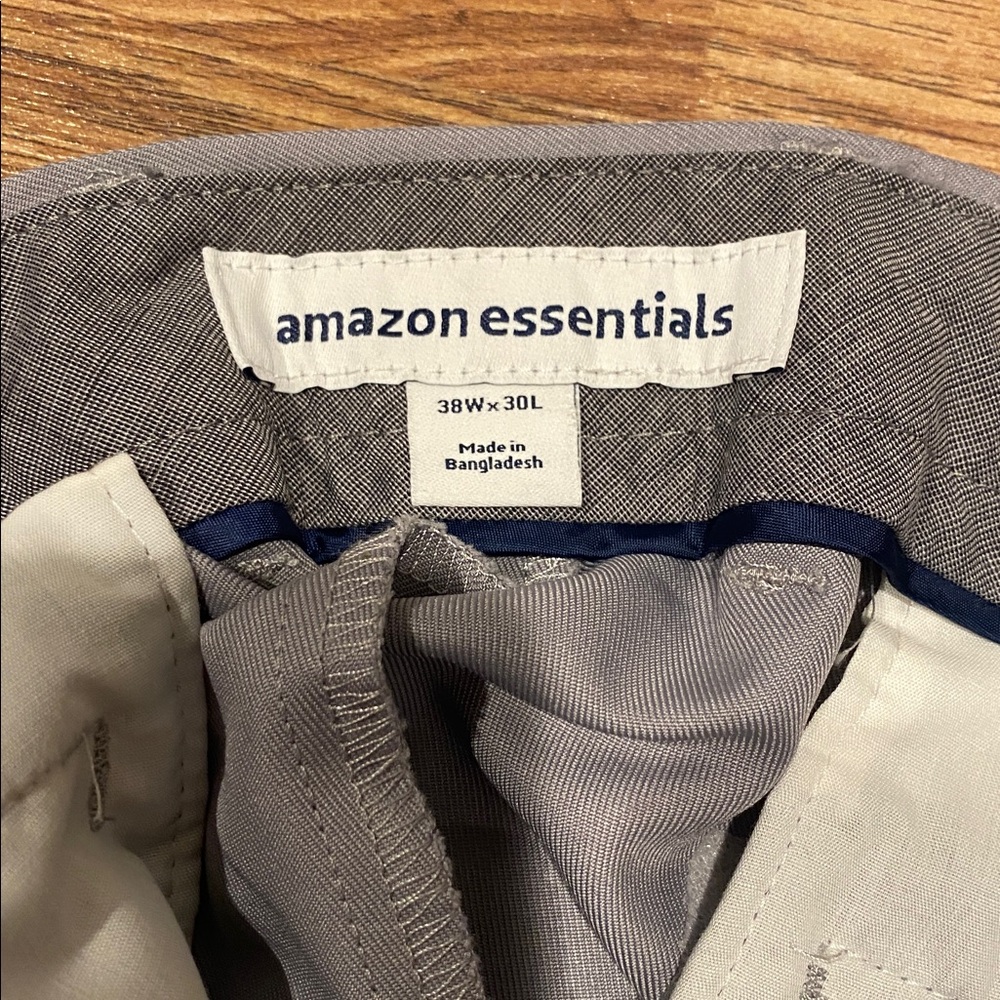 amazon essentials
38W x 30L
Made in
Bangladesh